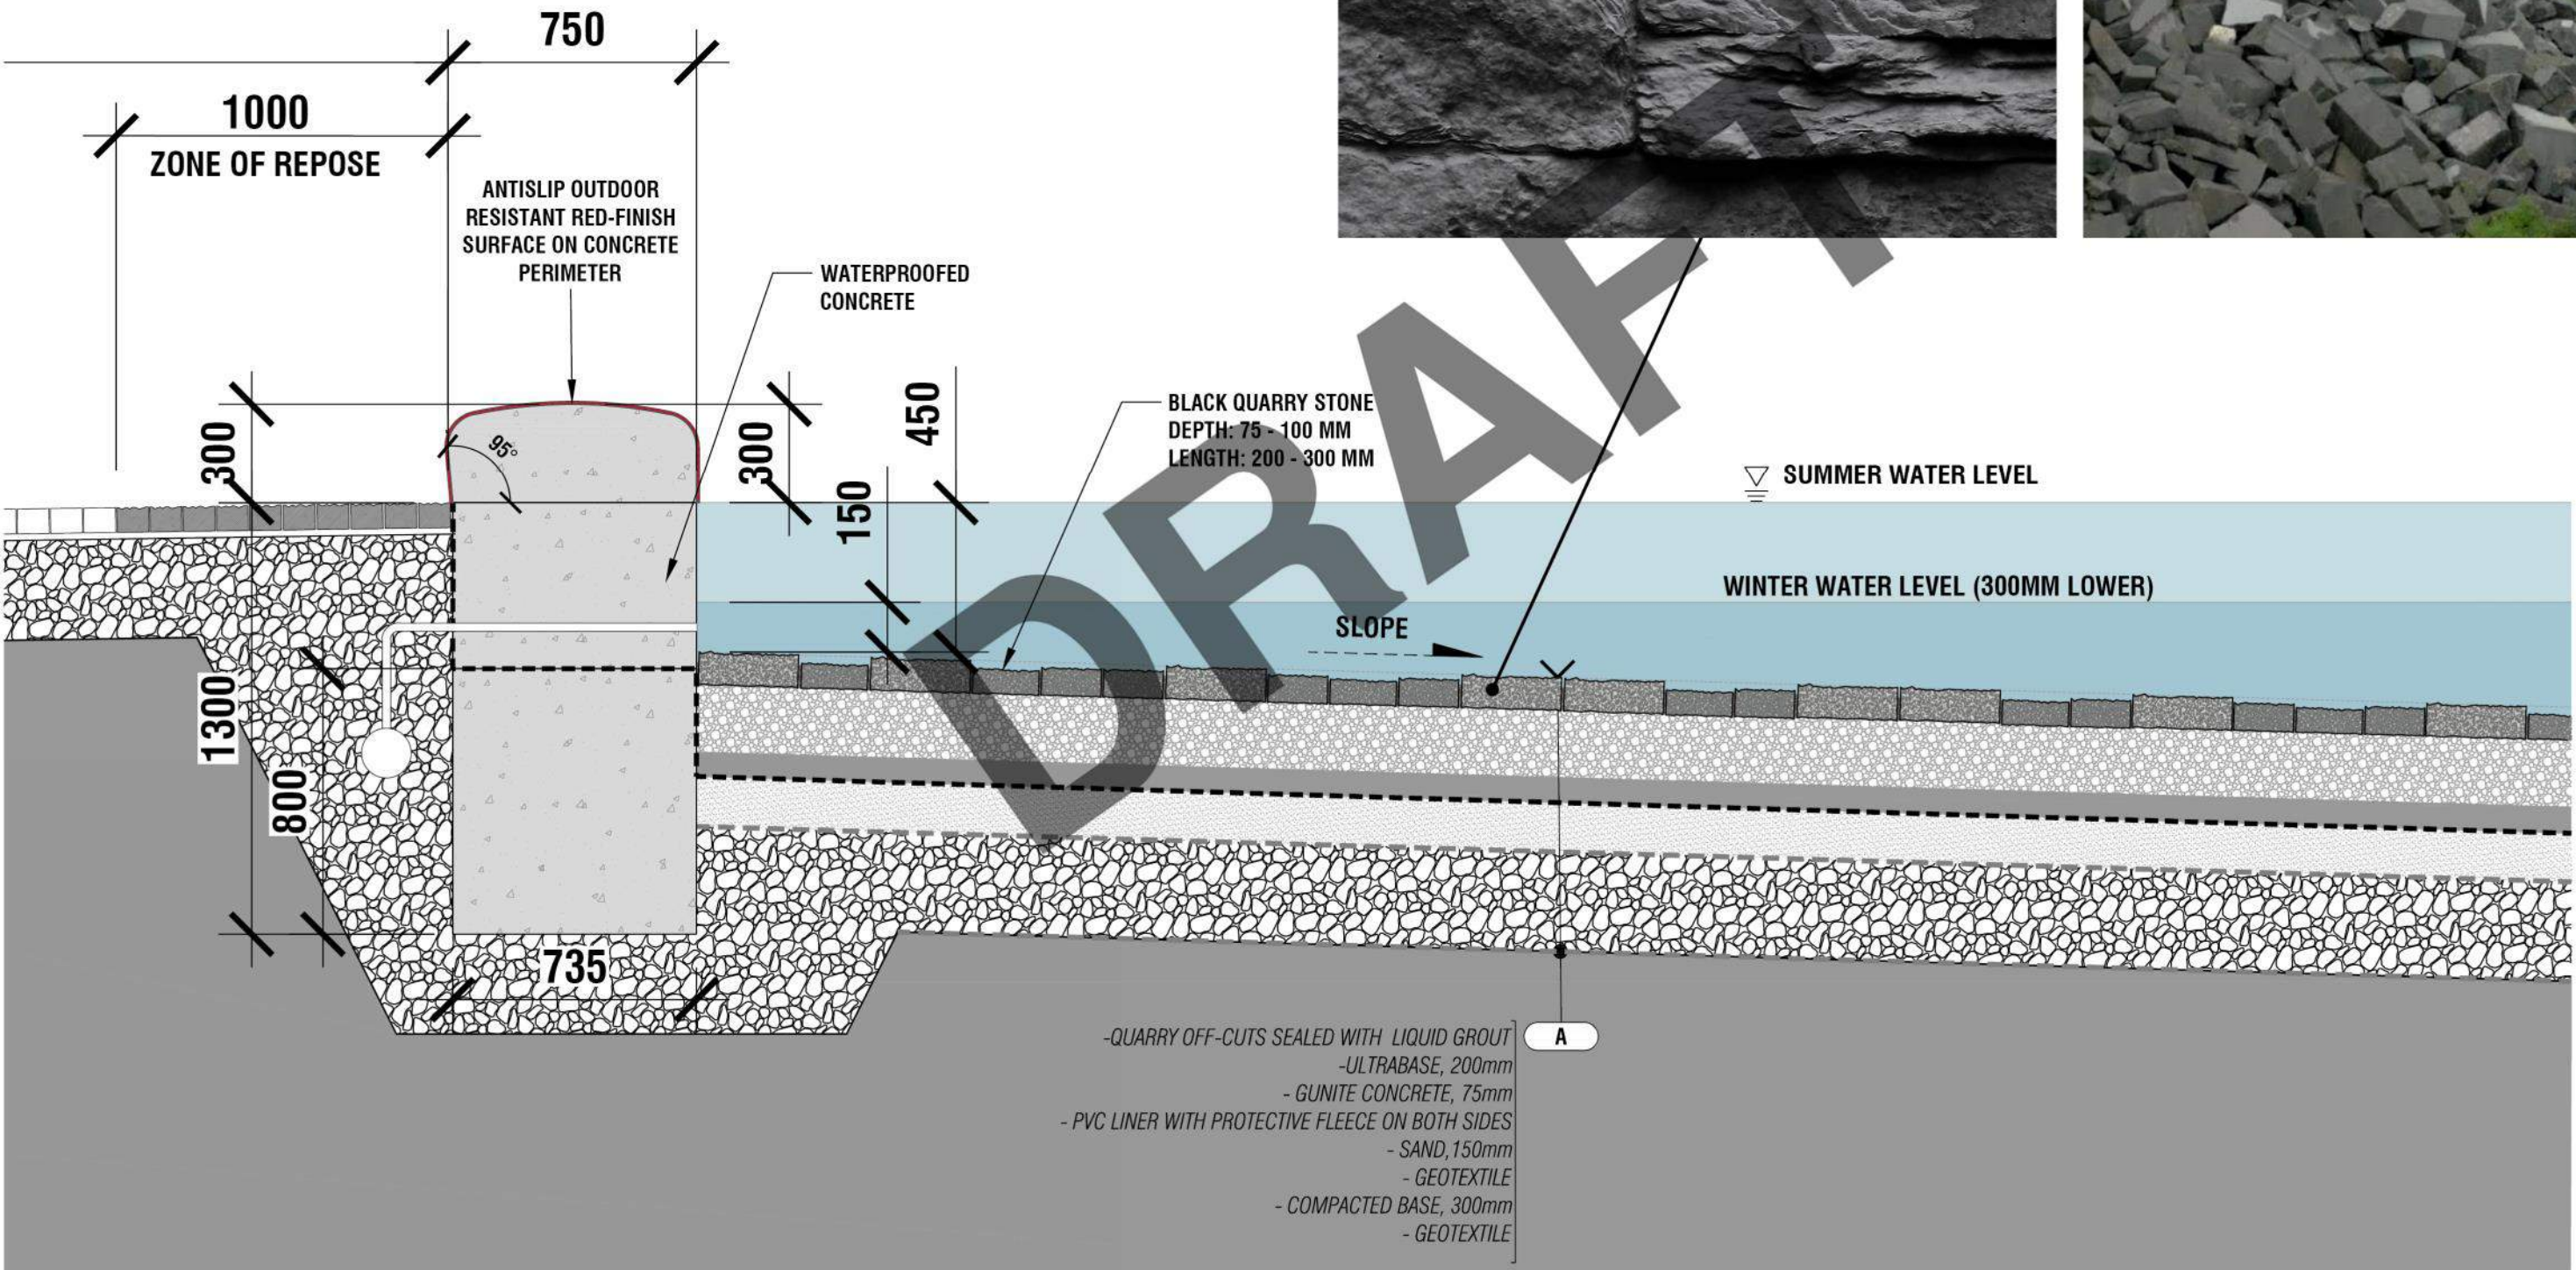 750
1000
ZONE OF REPOSE
ANTISLIP OUTDOOR
RESISTANT RED-FINISH
SURFACE ON CONCRETE
PERIMETER
WATERPROOFED
CONCRETE
300
95°
300
450
150
BLACK QUARRY STONE
DEPTH: 75 - 100 MM
LENGTH: 200 - 300 MM
DRAFT
SUMMER WATER LEVEL
WINTER WATER LEVEL (300MM LOWER)
SLOPE
1300
800
735
A
-QUARRY OFF-CUTS SEALED WITH LIQUID GROUT
-ULTRABASE, 200mm
- GUNITE CONCRETE, 75mm
- PVC LINER WITH PROTECTIVE FLEECE ON BOTH SIDES
- SAND,150mm
- GEOTEXTILE
- COMPACTED BASE, 300mm
- GEOTEXTILE